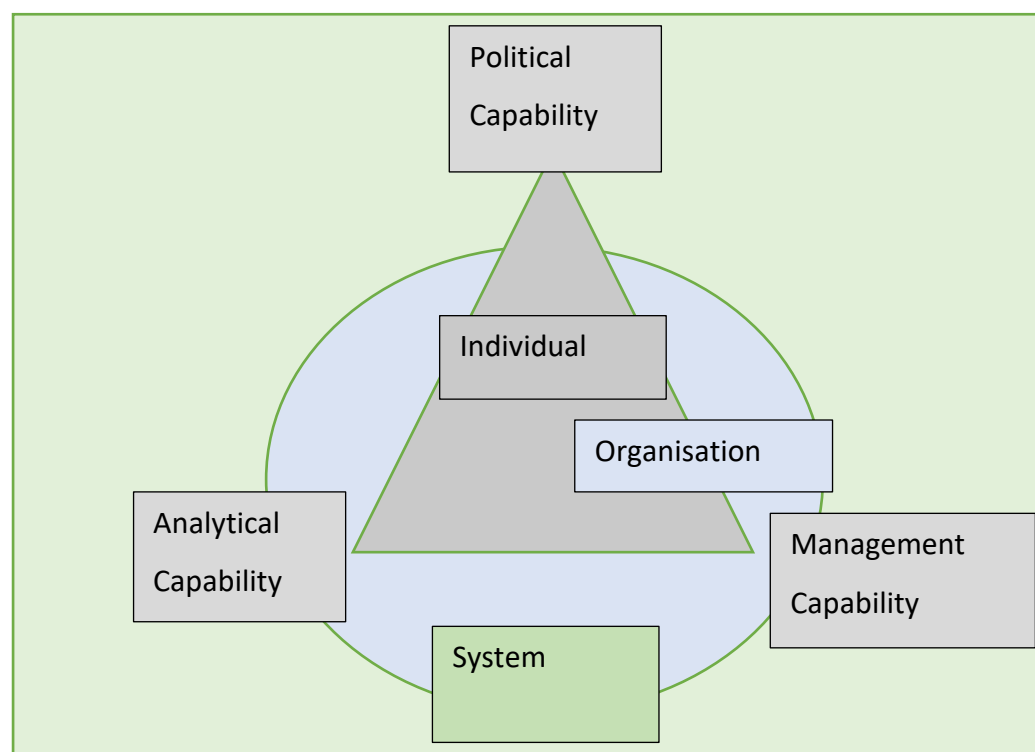 Political
Capability
Individual
Organisation
Analytical
Capability
Management
Capability
System